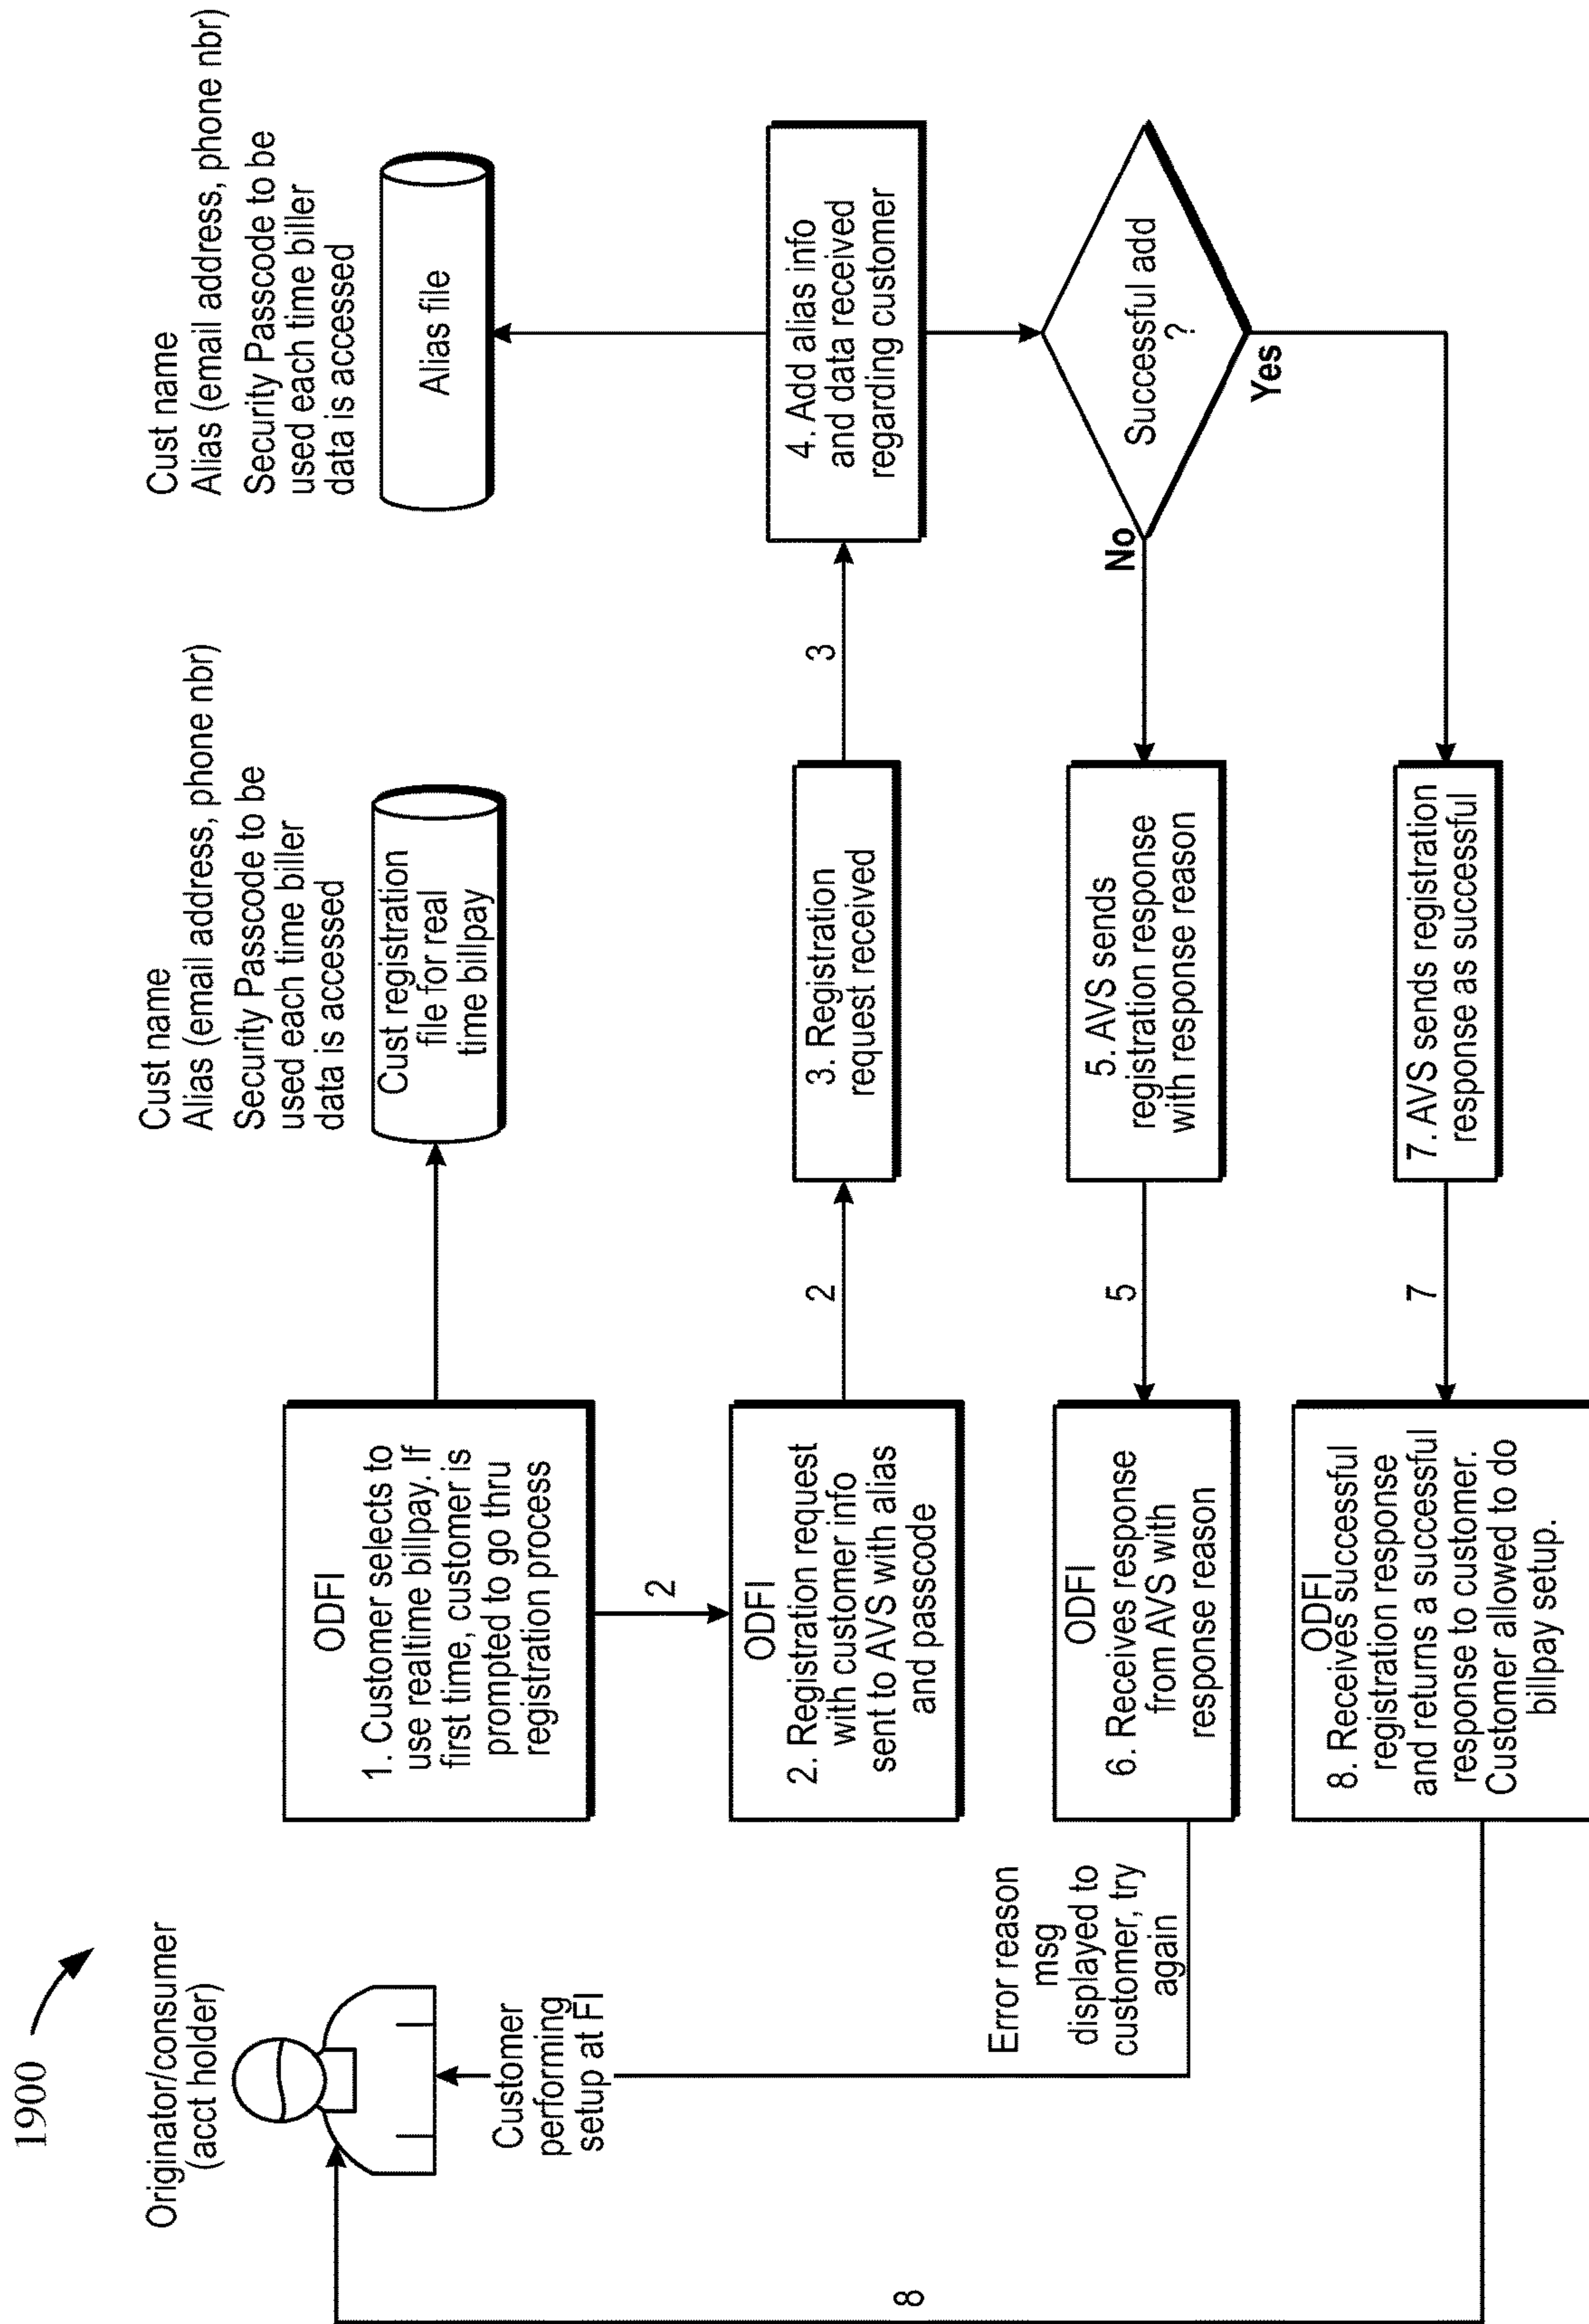 1900
Originator/consumer
(acct holder)
Customer
performing
setup at FI
ODFI
1. Customer selects to
use realtime billpay. If
first time, customer is
prompted to go thru
registration process
Cust name
Alias (email address, phone nbr)
Security Passcode to be
used each time biller
data is accessed
Cust registration
file for real
time billpay
Cust name
Alias (email address, phone nbr)
Security Passcode to be
used each time biller
data is accessed
Alias file
2
ODFI
2. Registration request
with customer info
sent to AVS with alias
and passcode
2
3. Registration
request received
3
4. Add alias info
and data received
regarding customer
Error reason
msg
displayed to
customer, try
again
ODFI
6. Receives response
from AVS with
response reason
5
5. AVS sends
registration response
with response reason
No
Successful add
?
Yes
8
ODFI
8. Receives successful
registration response
and returns a successful
response to customer.
Customer allowed to do
billpay setup.
7
7. AVS sends registration
response as successful